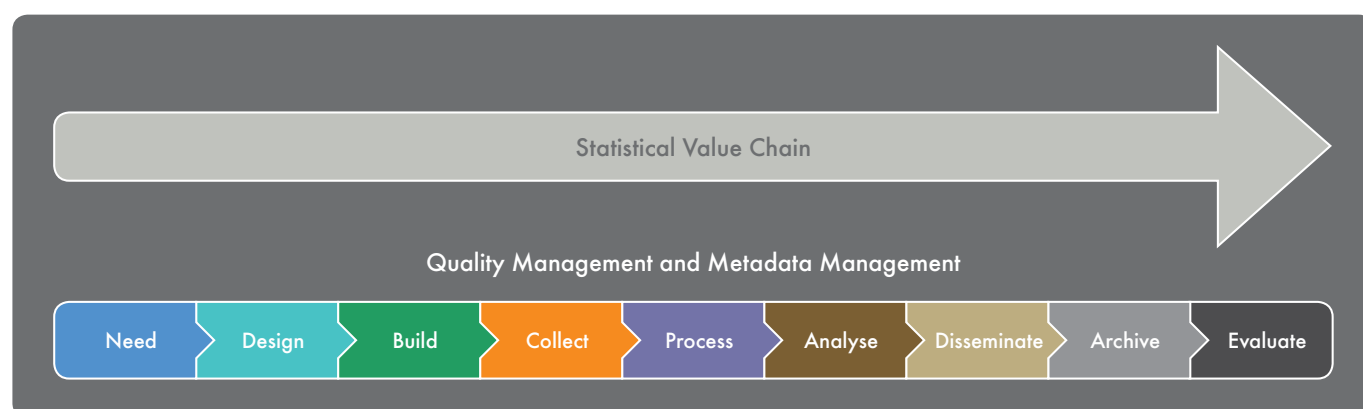 Statistical Value Chain
Quality Management and Metadata Management
Need Design Build Collect Process Analyse Disseminate Archive Evaluate